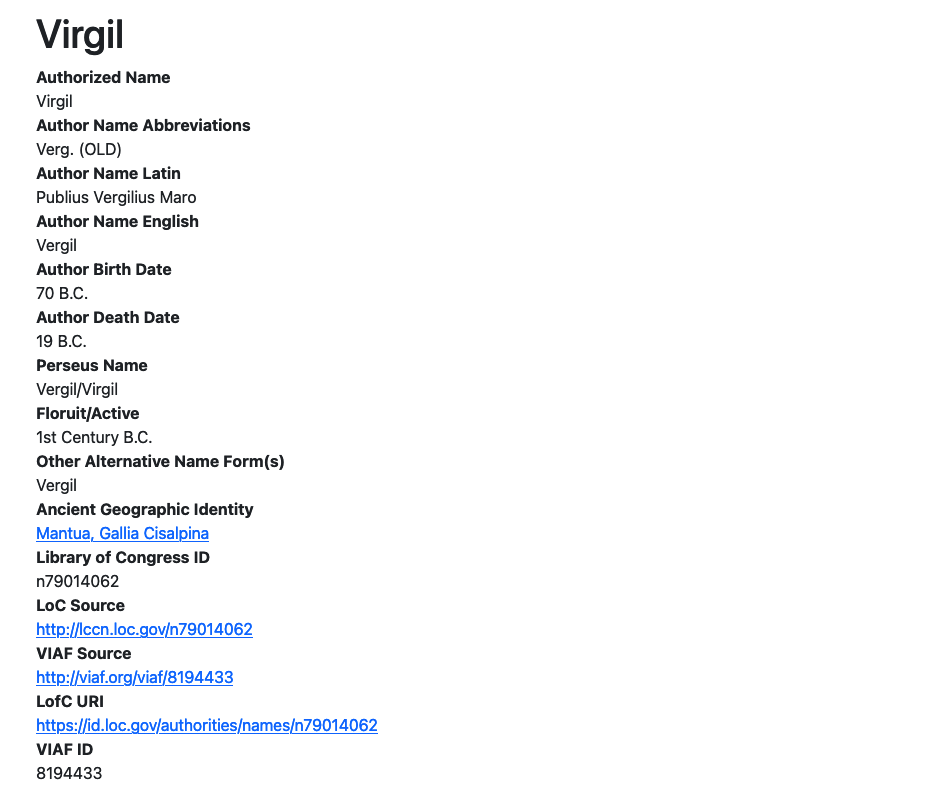 Virgil
Authorized Name
Virgil
Author Name Abbreviations
Verg. (OLD)
Author Name Latin
Publius Vergilius Maro
Author Name English
Vergil
Author Birth Date
70 B.C.
Author Death Date
19 B.C.
Perseus Name
Vergil/Virgil
Floruit/Active
1st Century B.C.
Other Alternative Name Form(s)
Vergil
Ancient Geographic Identity
Mantua, Gallia Cisalpina
Library of Congress ID
n79014062
LoC Source
http://lccn.loc.gov/n79014062
VIAF Source
http://viaf.org/viaf/8194433
LofC URI
https://id.loc.gov/authorities/names/n79014062
VIAF ID
8194433